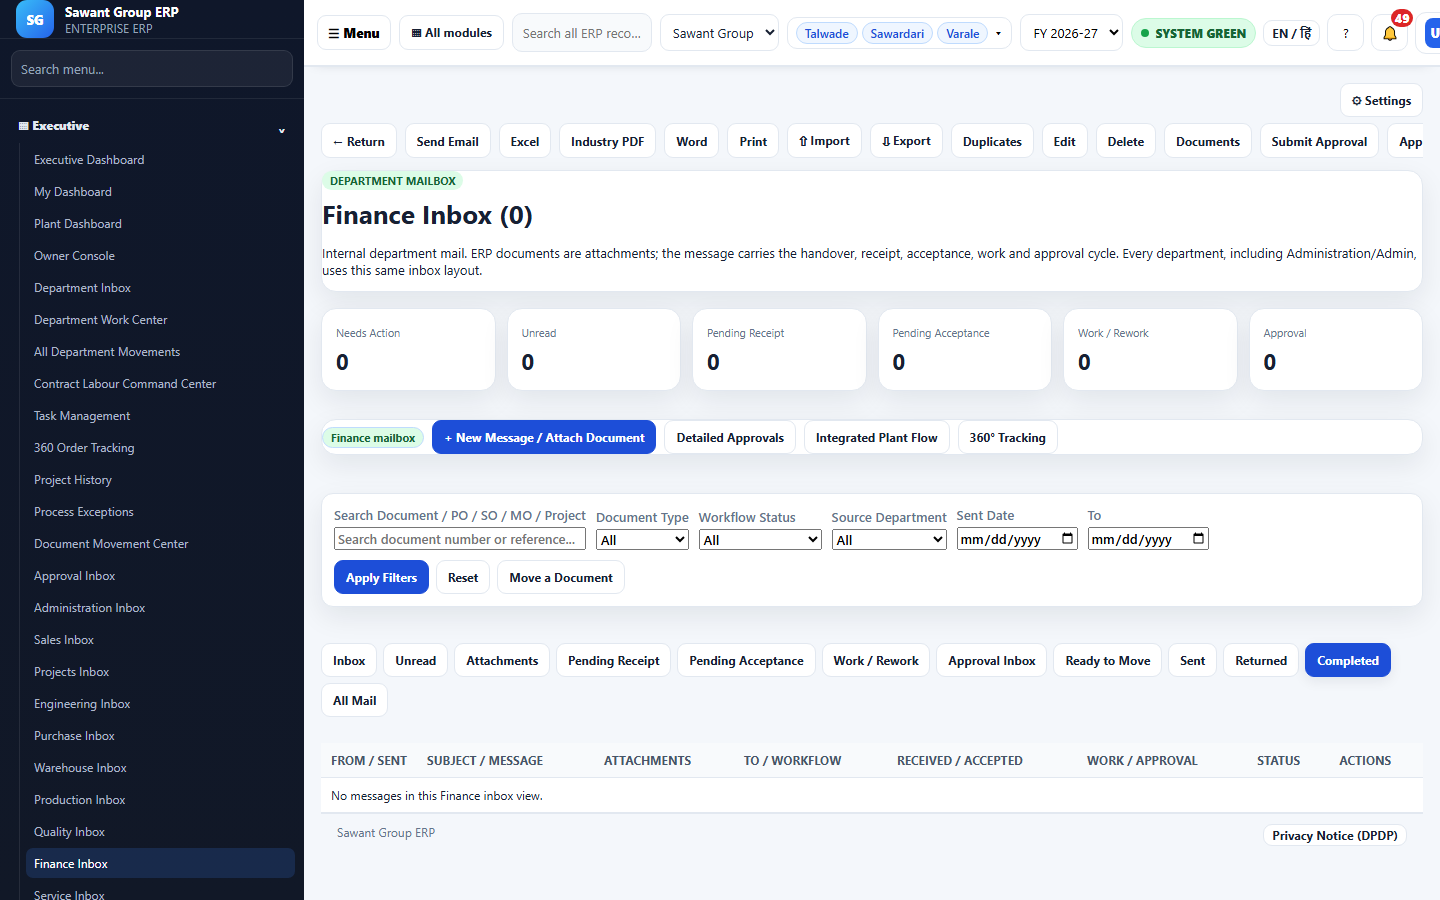 SG
Sawant Group ERP
ENTERPRISE ERP
Search menu...
Executive
Executive Dashboard
My Dashboard
Plant Dashboard
Owner Console
Department Inbox
Department Work Center
All Department Movements
Contract Labour Command Center
Task Management
360 Order Tracking
Project History
Process Exceptions
Document Movement Center
Approval Inbox
Administration Inbox
Sales Inbox
Projects Inbox
Engineering Inbox
Purchase Inbox
Warehouse Inbox
Production Inbox
Quality Inbox
Finance Inbox
Service Inbox
☰ Menu
All modules
Search all ERP reco...
Sawant Group
Talwade
Sawardari
Varale
FY 2026-27
SYSTEM GREEN
EN / हिं
?
49
U
⚙ Settings
← Return
Send Email
Excel
Industry PDF
Word
Print
⇧ Import
⇩ Export
Duplicates
Edit
Delete
Documents
Submit Approval
App
DEPARTMENT MAILBOX
Finance Inbox (0)
Internal department mail. ERP documents are attachments; the message carries the handover, receipt, acceptance, work and approval cycle. Every department, including Administration/Admin,
uses this same inbox layout.
Needs Action
0
Unread
0
Pending Receipt
0
Pending Acceptance
0
Work / Rework
0
Approval
0
Finance mailbox
+ New Message / Attach Document
Detailed Approvals
Integrated Plant Flow
360° Tracking
Search Document / PO / SO / MO / Project
Search document number or reference...
Document Type
All
Workflow Status
All
Source Department
All
Sent Date
mm/dd/yyyy
To
mm/dd/yyyy
Apply Filters
Reset
Move a Document
Inbox
Unread
Attachments
Pending Receipt
Pending Acceptance
Work / Rework
Approval Inbox
Ready to Move
Sent
Returned
Completed
All Mail
FROM / SENT
SUBJECT / MESSAGE
ATTACHMENTS
TO / WORKFLOW
RECEIVED / ACCEPTED
WORK / APPROVAL
STATUS
ACTIONS
No messages in this Finance inbox view.
Sawant Group ERP
Privacy Notice (DPDP)